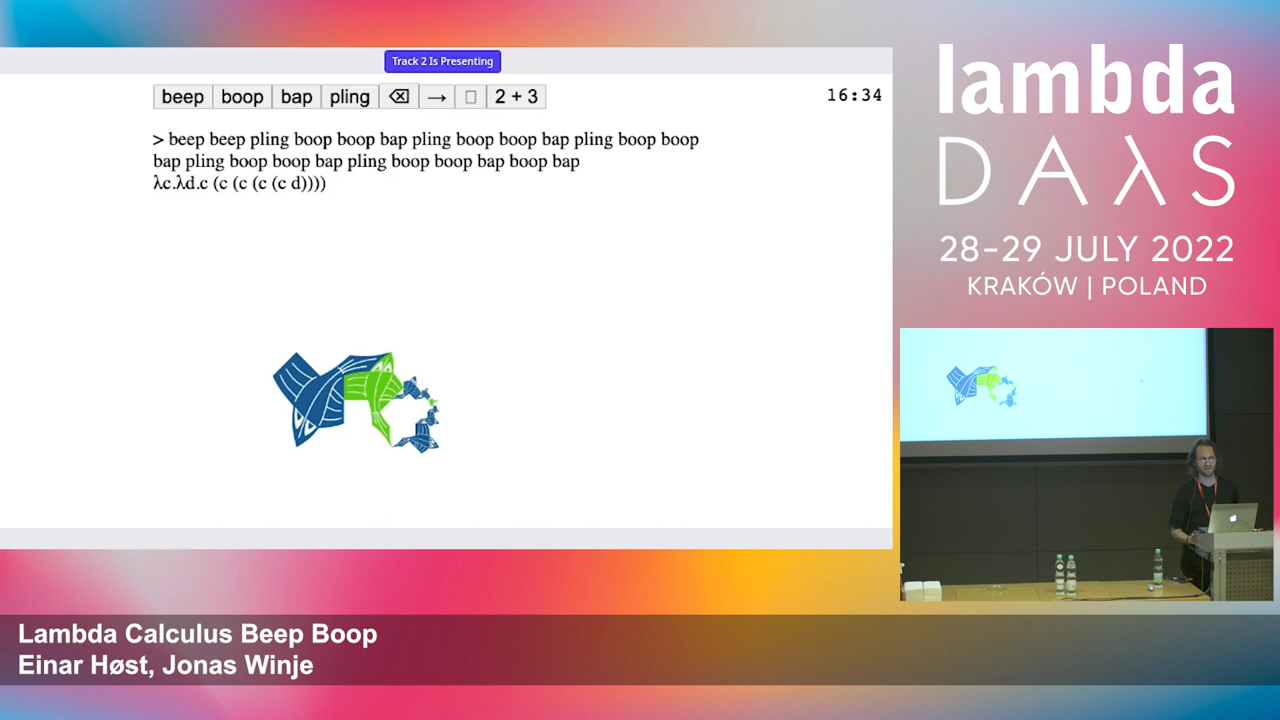 Track 2 Is Presenting
beep boop bap pling ⌫ → 2 + 3
16:34
> beep beep pling boop boop bap pling boop boop bap pling boop boop
bap pling boop boop bap pling boop boop bap boop bap
λc.λd.c (c (c (c (c d))))
lambda
DAλS
28–29 JULY 2022
KRAKÓW | POLAND
Lambda Calculus Beep Boop
Einar Høst, Jonas Winje